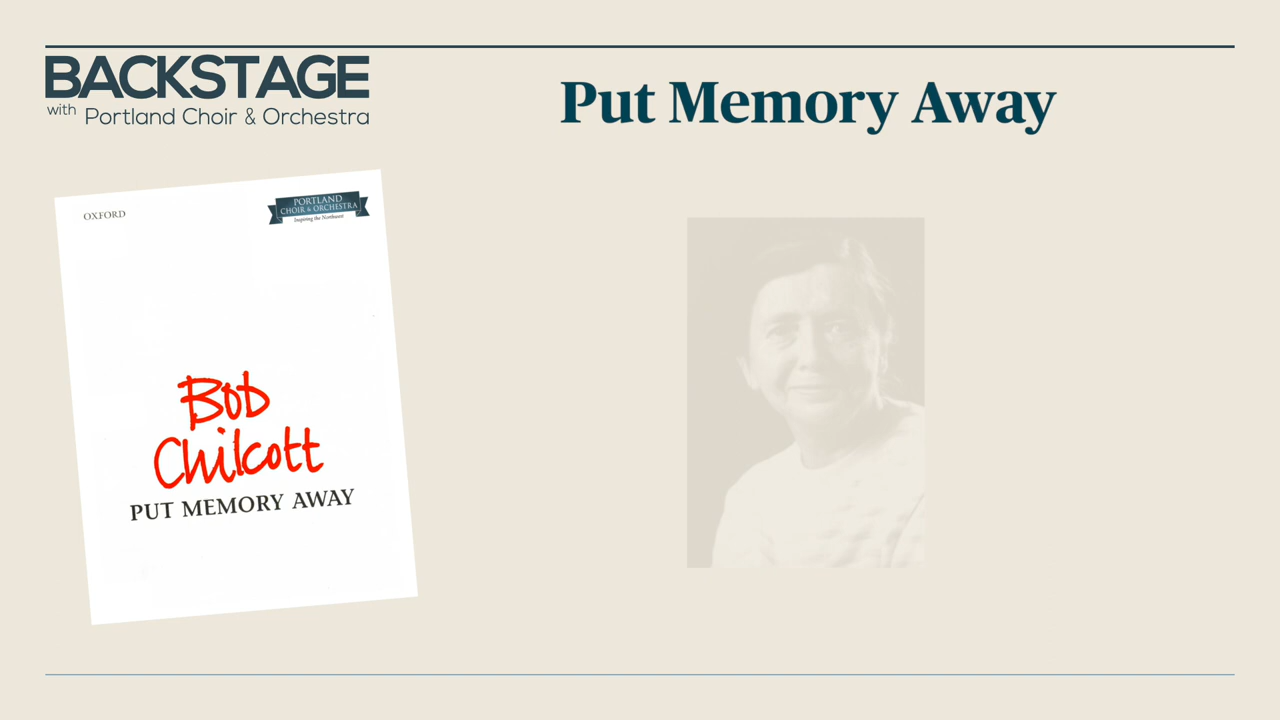 BACKSTAGE
with Portland Choir & Orchestra
Put Memory Away
OXFORD
PORTLAND
CHOIR & ORCHESTRA
Inspiring the Northwest
Bob
Chilcott
PUT MEMORY AWAY